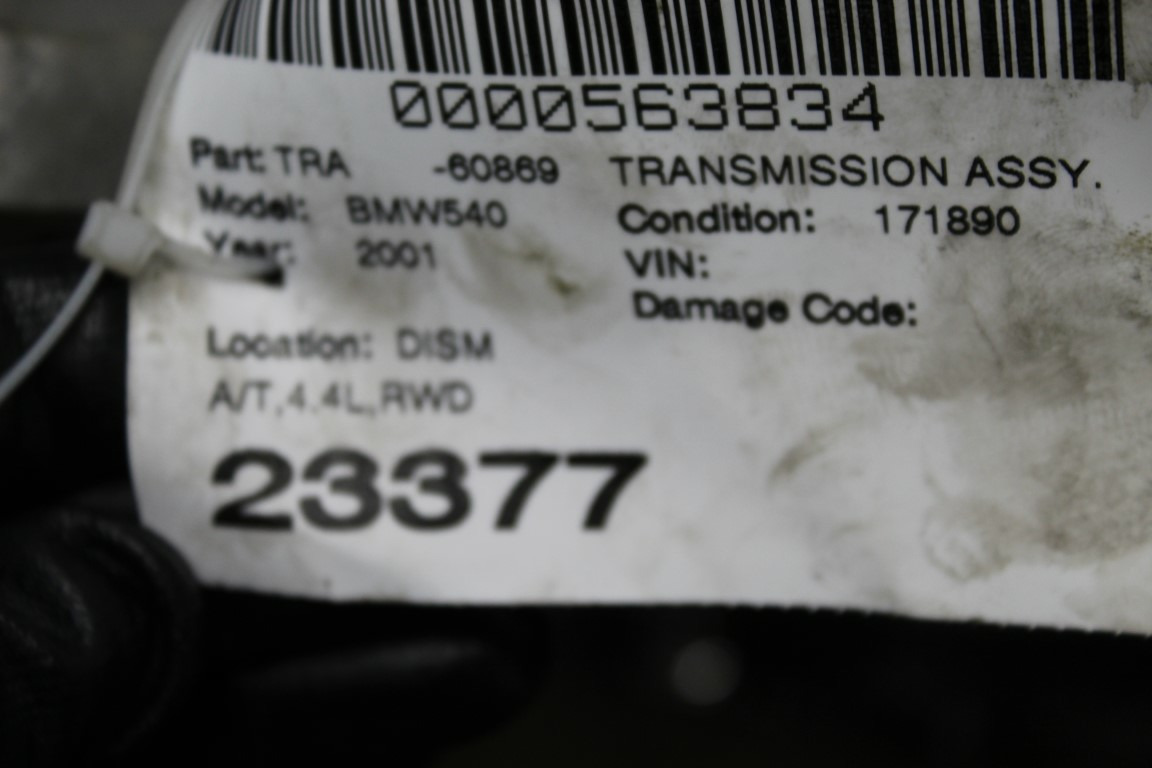 0000563834
Part: TRA -60869 TRANSMISSION ASSY.
Model: BMW540 Condition: 171890
Year: 2001 VIN:
Damage Code:
Location: DISM
A/T,4.4L,RWD
23377